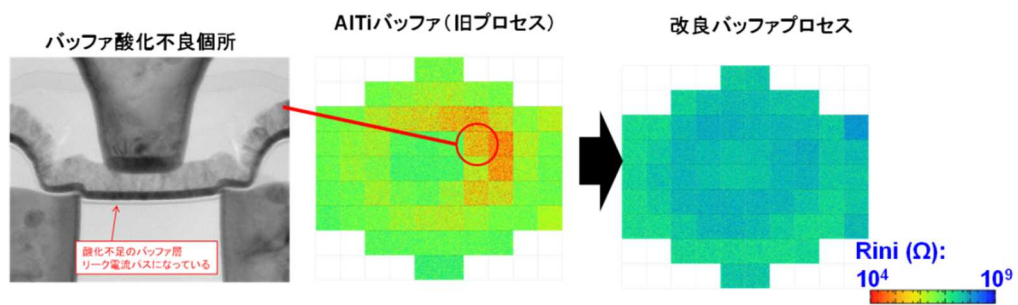 バッファ酸化不良個所
AlTiバッファ(旧プロセス)
改良バッファプロセス
酸化不足のバッファ層
リーク電流パスになっている
Rini (Ω):
10⁴ 10⁹